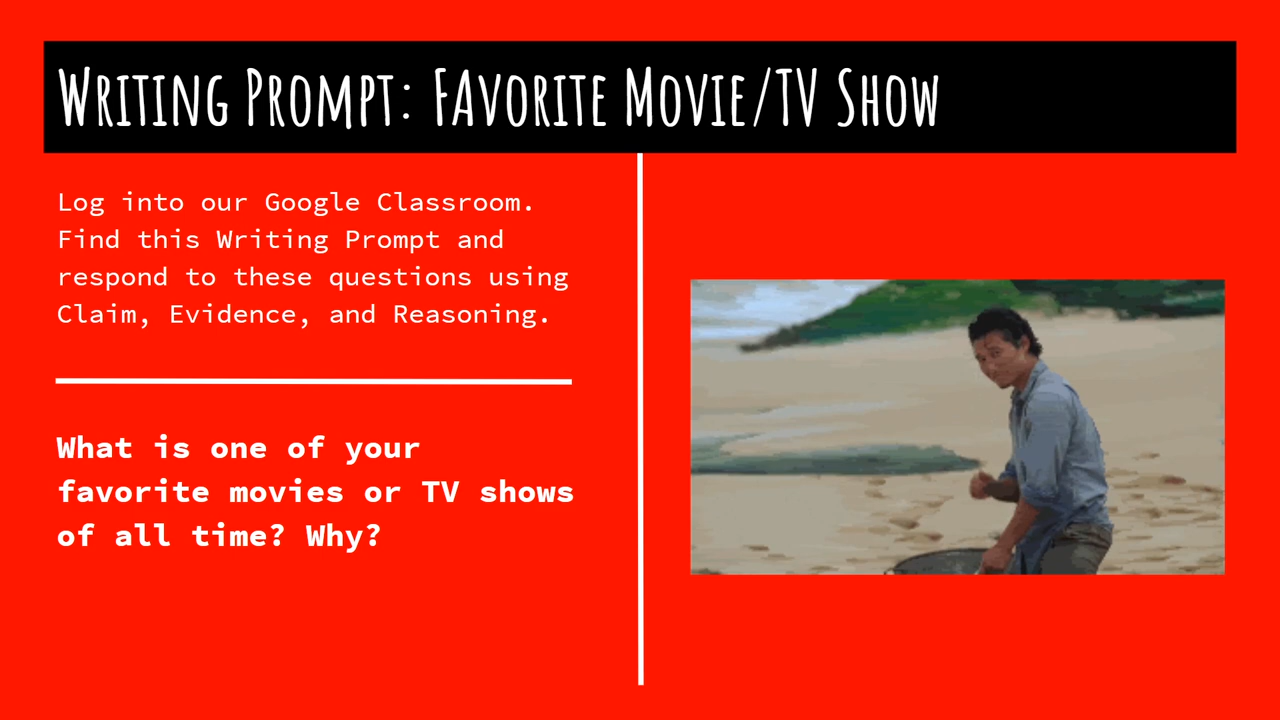 Writing Prompt: Favorite Movie/TV Show
Log into our Google Classroom.
Find this Writing Prompt and
respond to these questions using
Claim, Evidence, and Reasoning.
What is one of your
favorite movies or TV shows
of all time? Why?